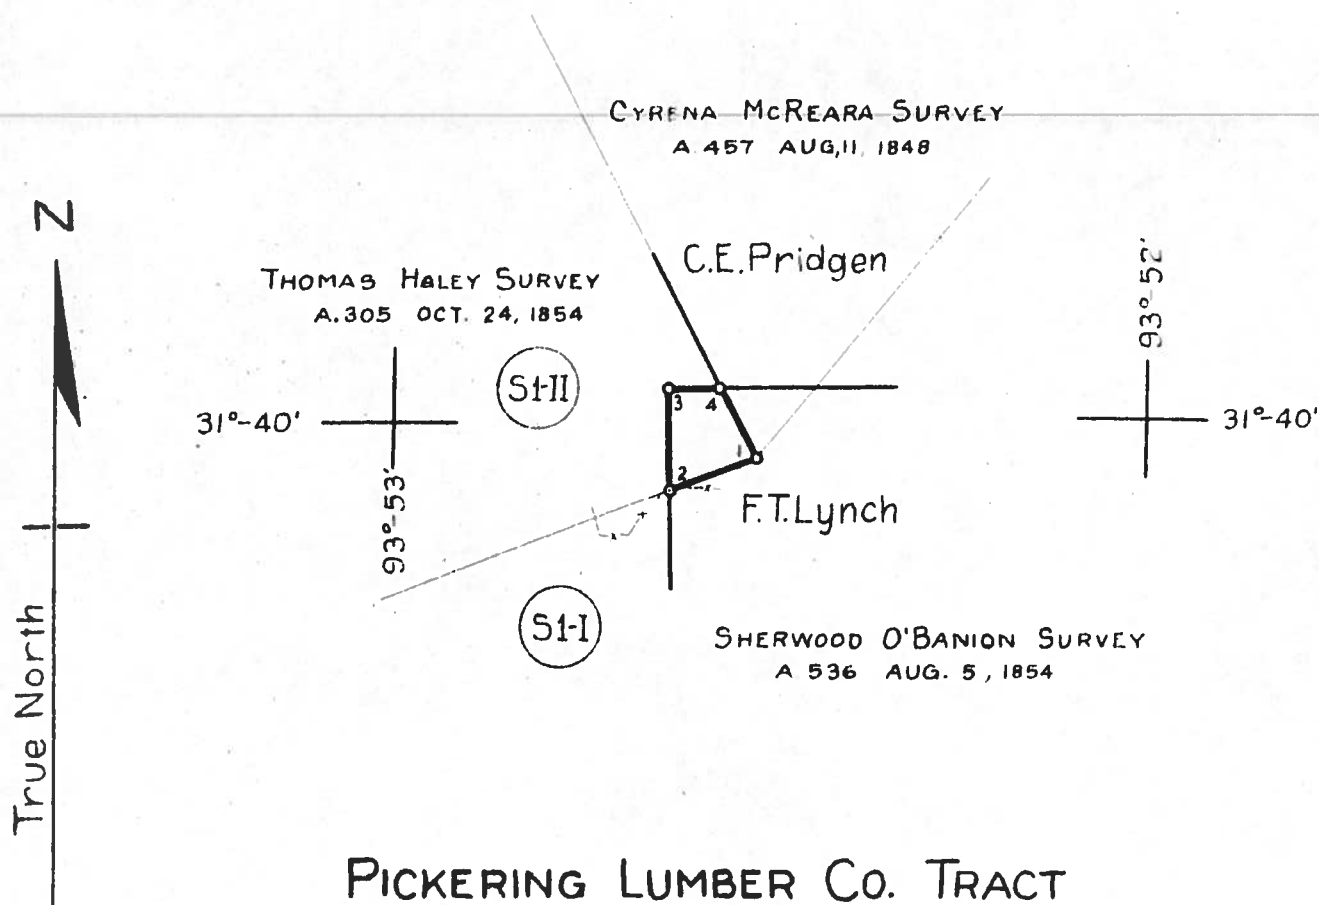 CYRENA McREARA SURVEY
A 457 AUG, 11, 1848
N
C.E. Pridgen
THOMAS HALEY SURVEY
A. 305 OCT. 24, 1854
93°-52'
S1-II
3 4
31°-40'
31°-40'
1
2
93°-53'
F.T. Lynch
S1-I
SHERWOOD O'BANION SURVEY
A 536 AUG. 5, 1854
True North
PICKERING LUMBER CO. TRACT